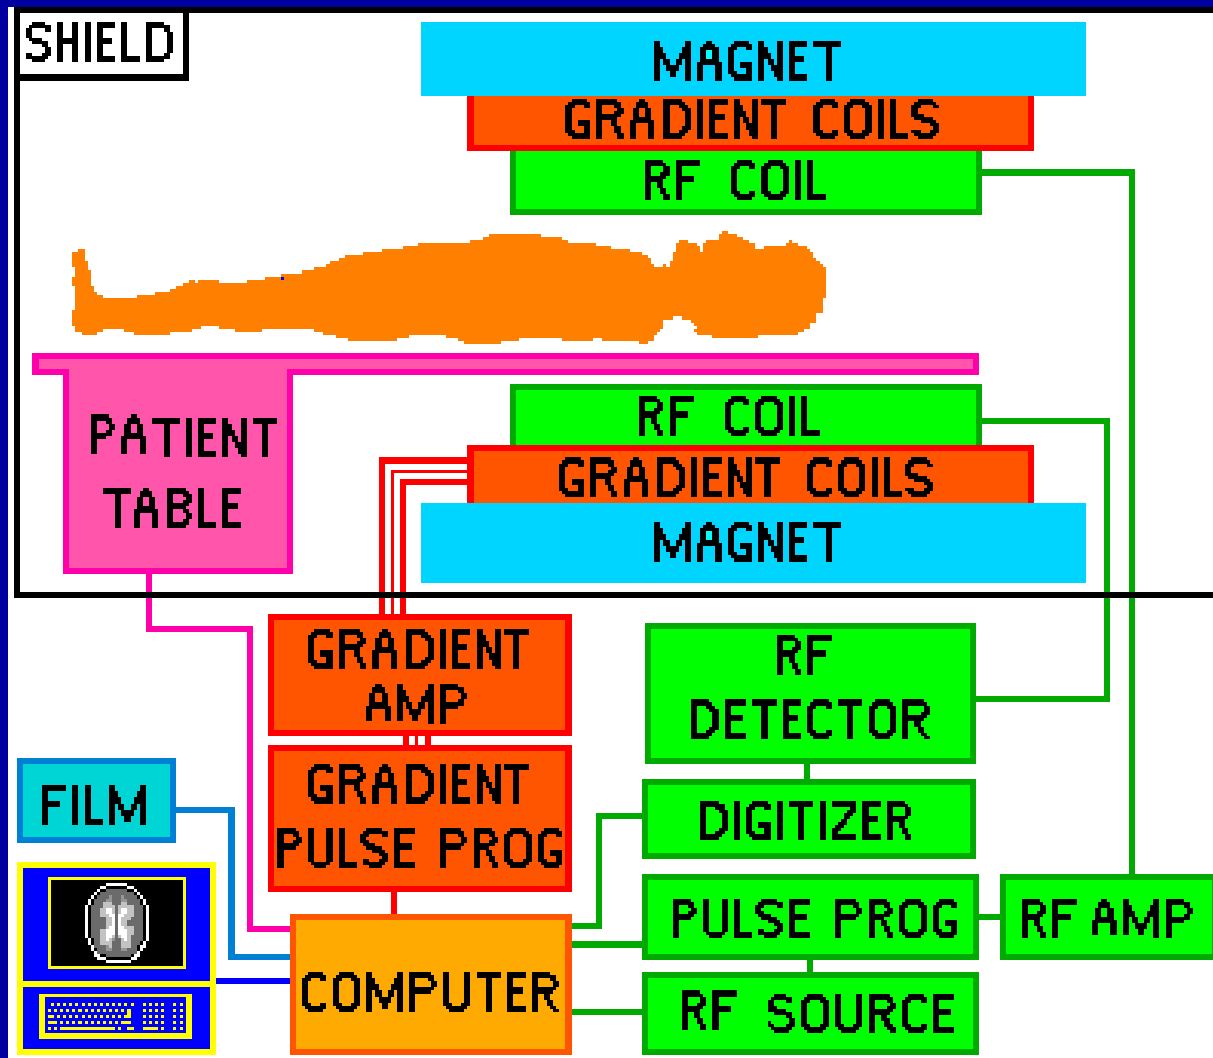 SHIELD
MAGNET
GRADIENT COILS
RF COIL
PATIENT
TABLE
RF COIL
GRADIENT COILS
MAGNET
GRADIENT
AMP
RF
DETECTOR
GRADIENT
PULSE PROG
FILM
DIGITIZER
PULSE PROG
RF AMP
COMPUTER
RF SOURCE